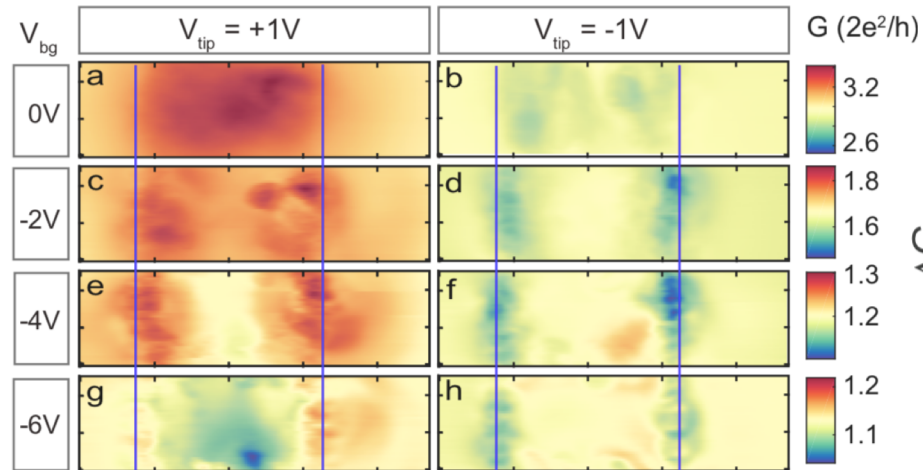 V_bg V_tip = +1V V_tip = -1V G (2e²/h)
0V a b 3.2 2.6
-2V c d 1.8 1.6
-4V e f 1.3 1.2
-6V g h 1.2 1.1